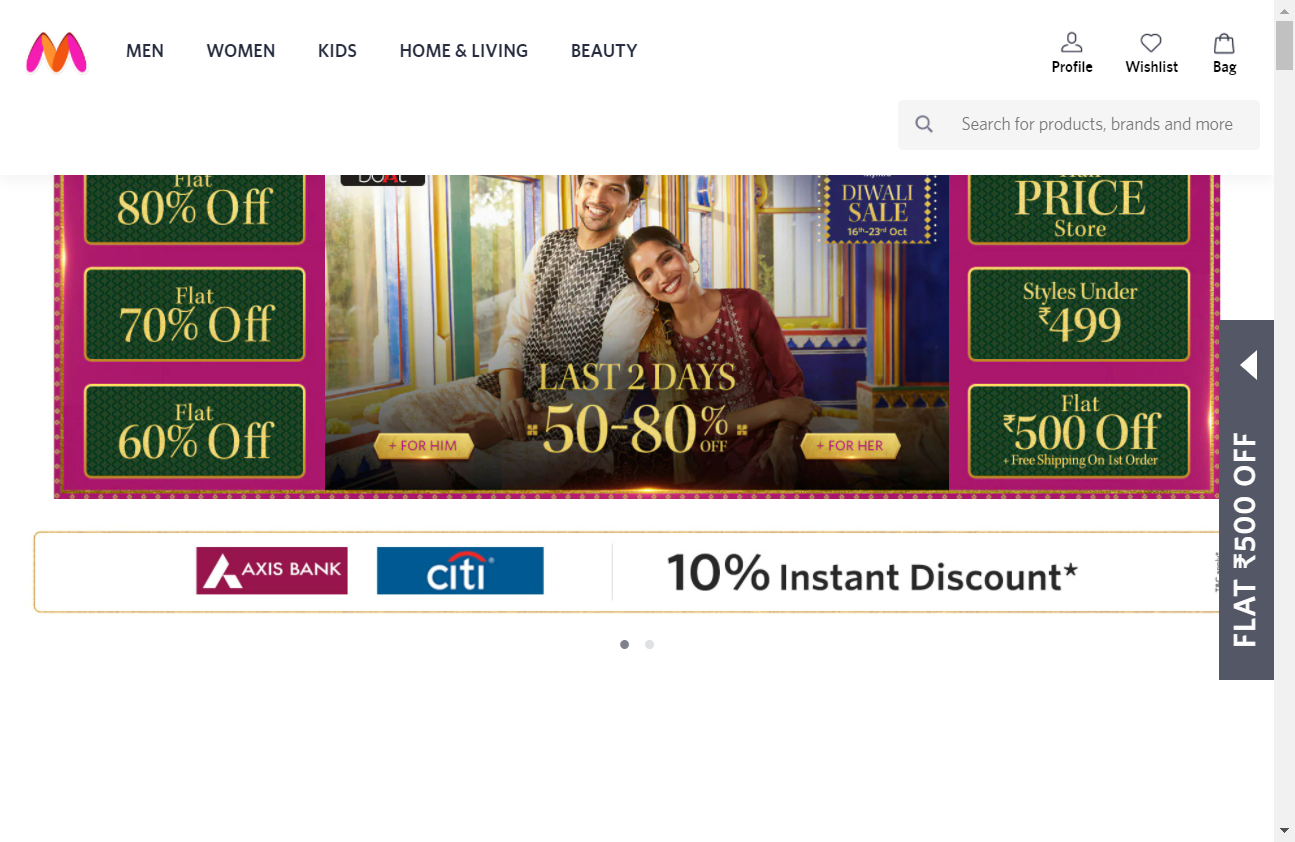 MEN
WOMEN
KIDS
HOME & LIVING
BEAUTY
Profile
Wishlist
Bag
Search for products, brands and more
Flat
80% Off
Flat
70% Off
Flat
60% Off
DIWALI
SALE
16th-23rd Oct
LAST 2 DAYS
50-80%
OFF
+ FOR HIM
+ FOR HER
PRICE
Store
Styles Under
₹499
Flat
₹500 Off
+ Free Shipping On 1st Order
FLAT ₹500 OFF
AXIS BANK
citi
10% Instant Discount*